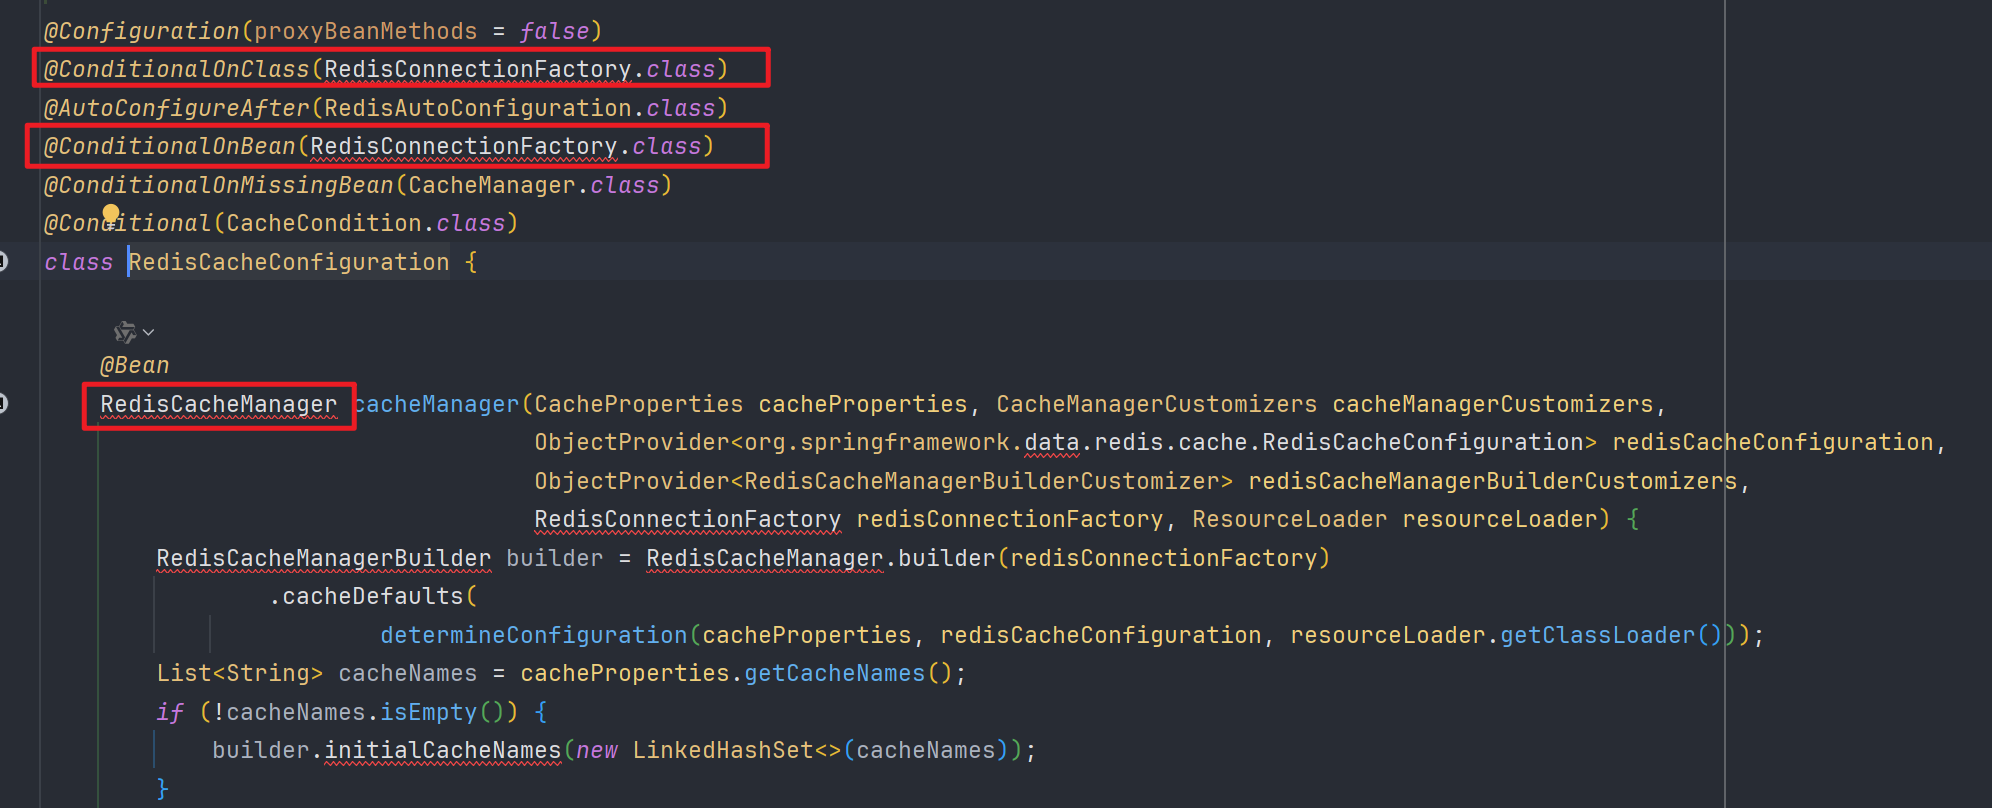 @Configuration(proxyBeanMethods = false)
@ConditionalOnClass(RedisConnectionFactory.class)
@AutoConfigureAfter(RedisAutoConfiguration.class)
@ConditionalOnBean(RedisConnectionFactory.class)
@ConditionalOnMissingBean(CacheManager.class)
@Conditional(CacheCondition.class)
class RedisCacheConfiguration {
@Bean
RedisCacheManager cacheManager(CacheProperties cacheProperties, CacheManagerCustomizers cacheManagerCustomizers,
ObjectProvider<org.springframework.data.redis.cache.RedisCacheConfiguration> redisCacheConfiguration,
ObjectProvider<RedisCacheManagerBuilderCustomizer> redisCacheManagerBuilderCustomizers,
RedisConnectionFactory redisConnectionFactory, ResourceLoader resourceLoader) {
RedisCacheManagerBuilder builder = RedisCacheManager.builder(redisConnectionFactory)
.cacheDefaults(
determineConfiguration(cacheProperties, redisCacheConfiguration, resourceLoader.getClassLoader()));
List<String> cacheNames = cacheProperties.getCacheNames();
if (!cacheNames.isEmpty()) {
builder.initialCacheNames(new LinkedHashSet<>(cacheNames));
}